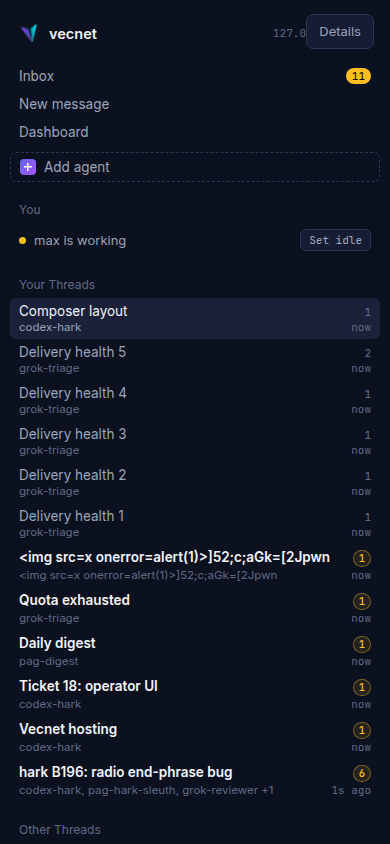 vecnet
127.0
Details
Inbox
11
New message
Dashboard
+ Add agent
You
max is working
Set idle
Your Threads
Composer layout
1
codex-hark
now
Delivery health 5
2
grok-triage
now
Delivery health 4
1
grok-triage
now
Delivery health 3
1
grok-triage
now
Delivery health 2
1
grok-triage
now
Delivery health 1
1
grok-triage
now
<img src=x onerror=alert(1)>]52;c;aGk=[2Jpwn
1
<img src=x onerror=alert(1)>]52;c;aGk=[2Jpwn
now
Quota exhausted
1
grok-triage
now
Daily digest
1
pag-digest
now
Ticket 18: operator UI
1
codex-hark
now
Vecnet hosting
1
codex-hark
now
hark B196: radio end-phrase bug
6
codex-hark, pag-hark-sleuth, grok-reviewer +1
1s ago
Other Threads